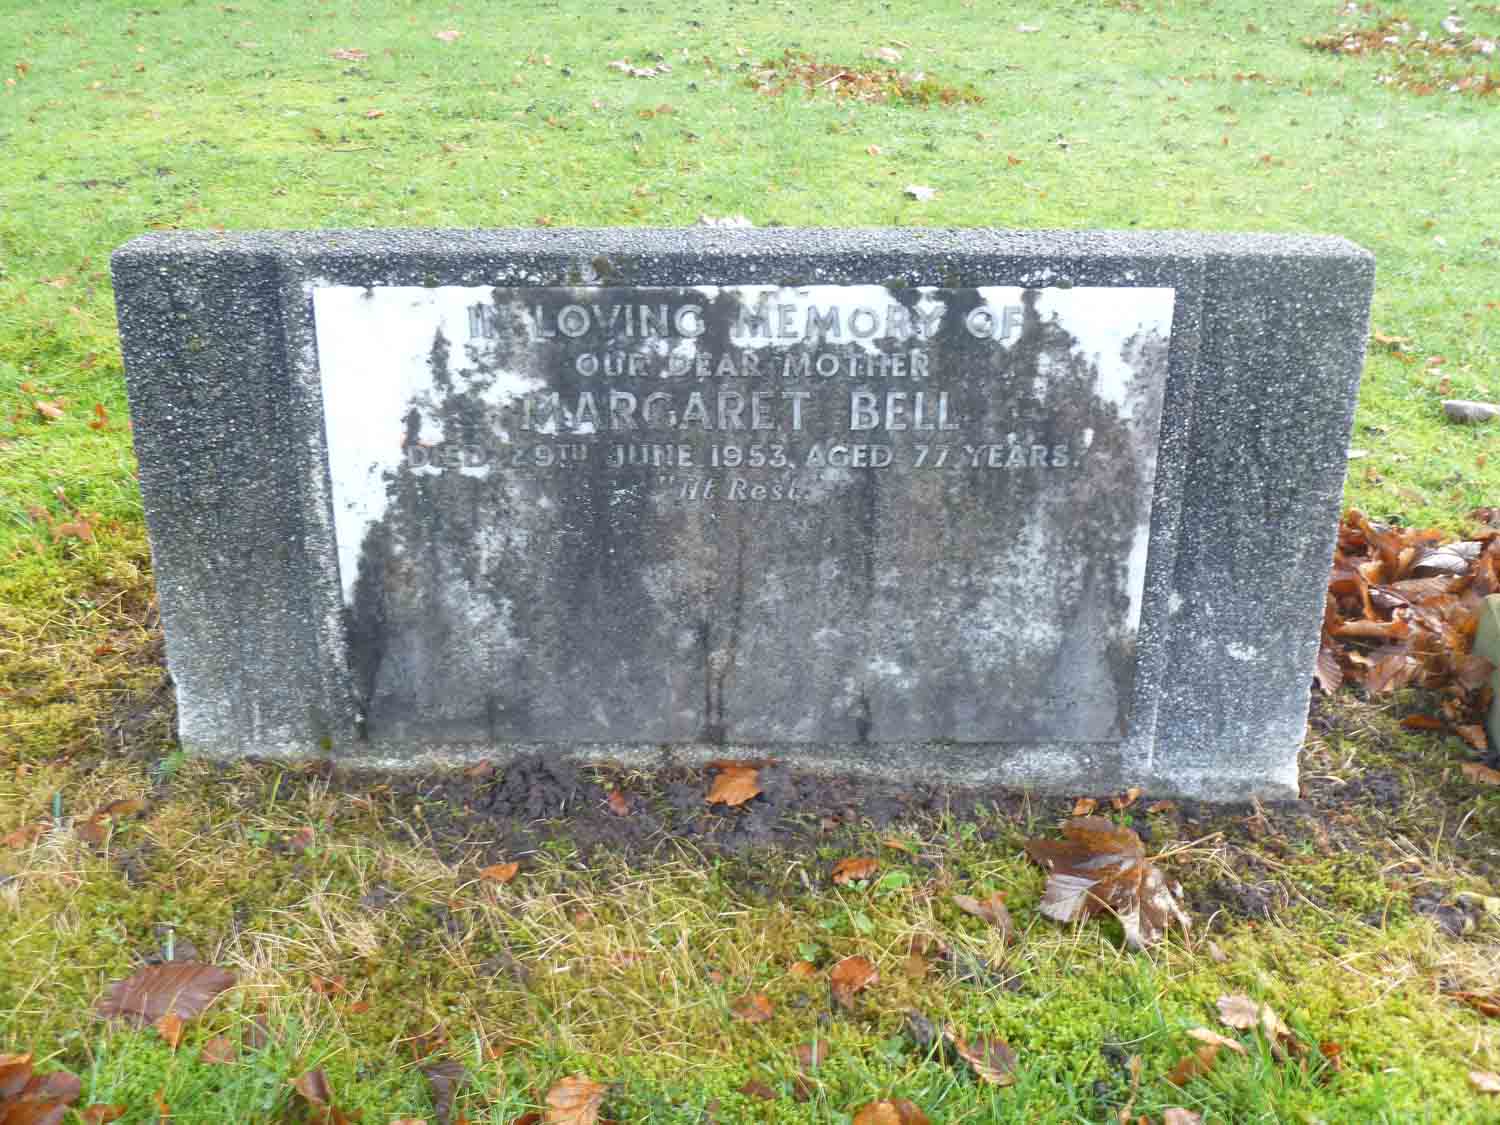 IN LOVING MEMORY OF
OUR DEAR MOTHER
MARGARET BELL
DIED 29TH JUNE 1953, AGED 77 YEARS.
"At Rest."